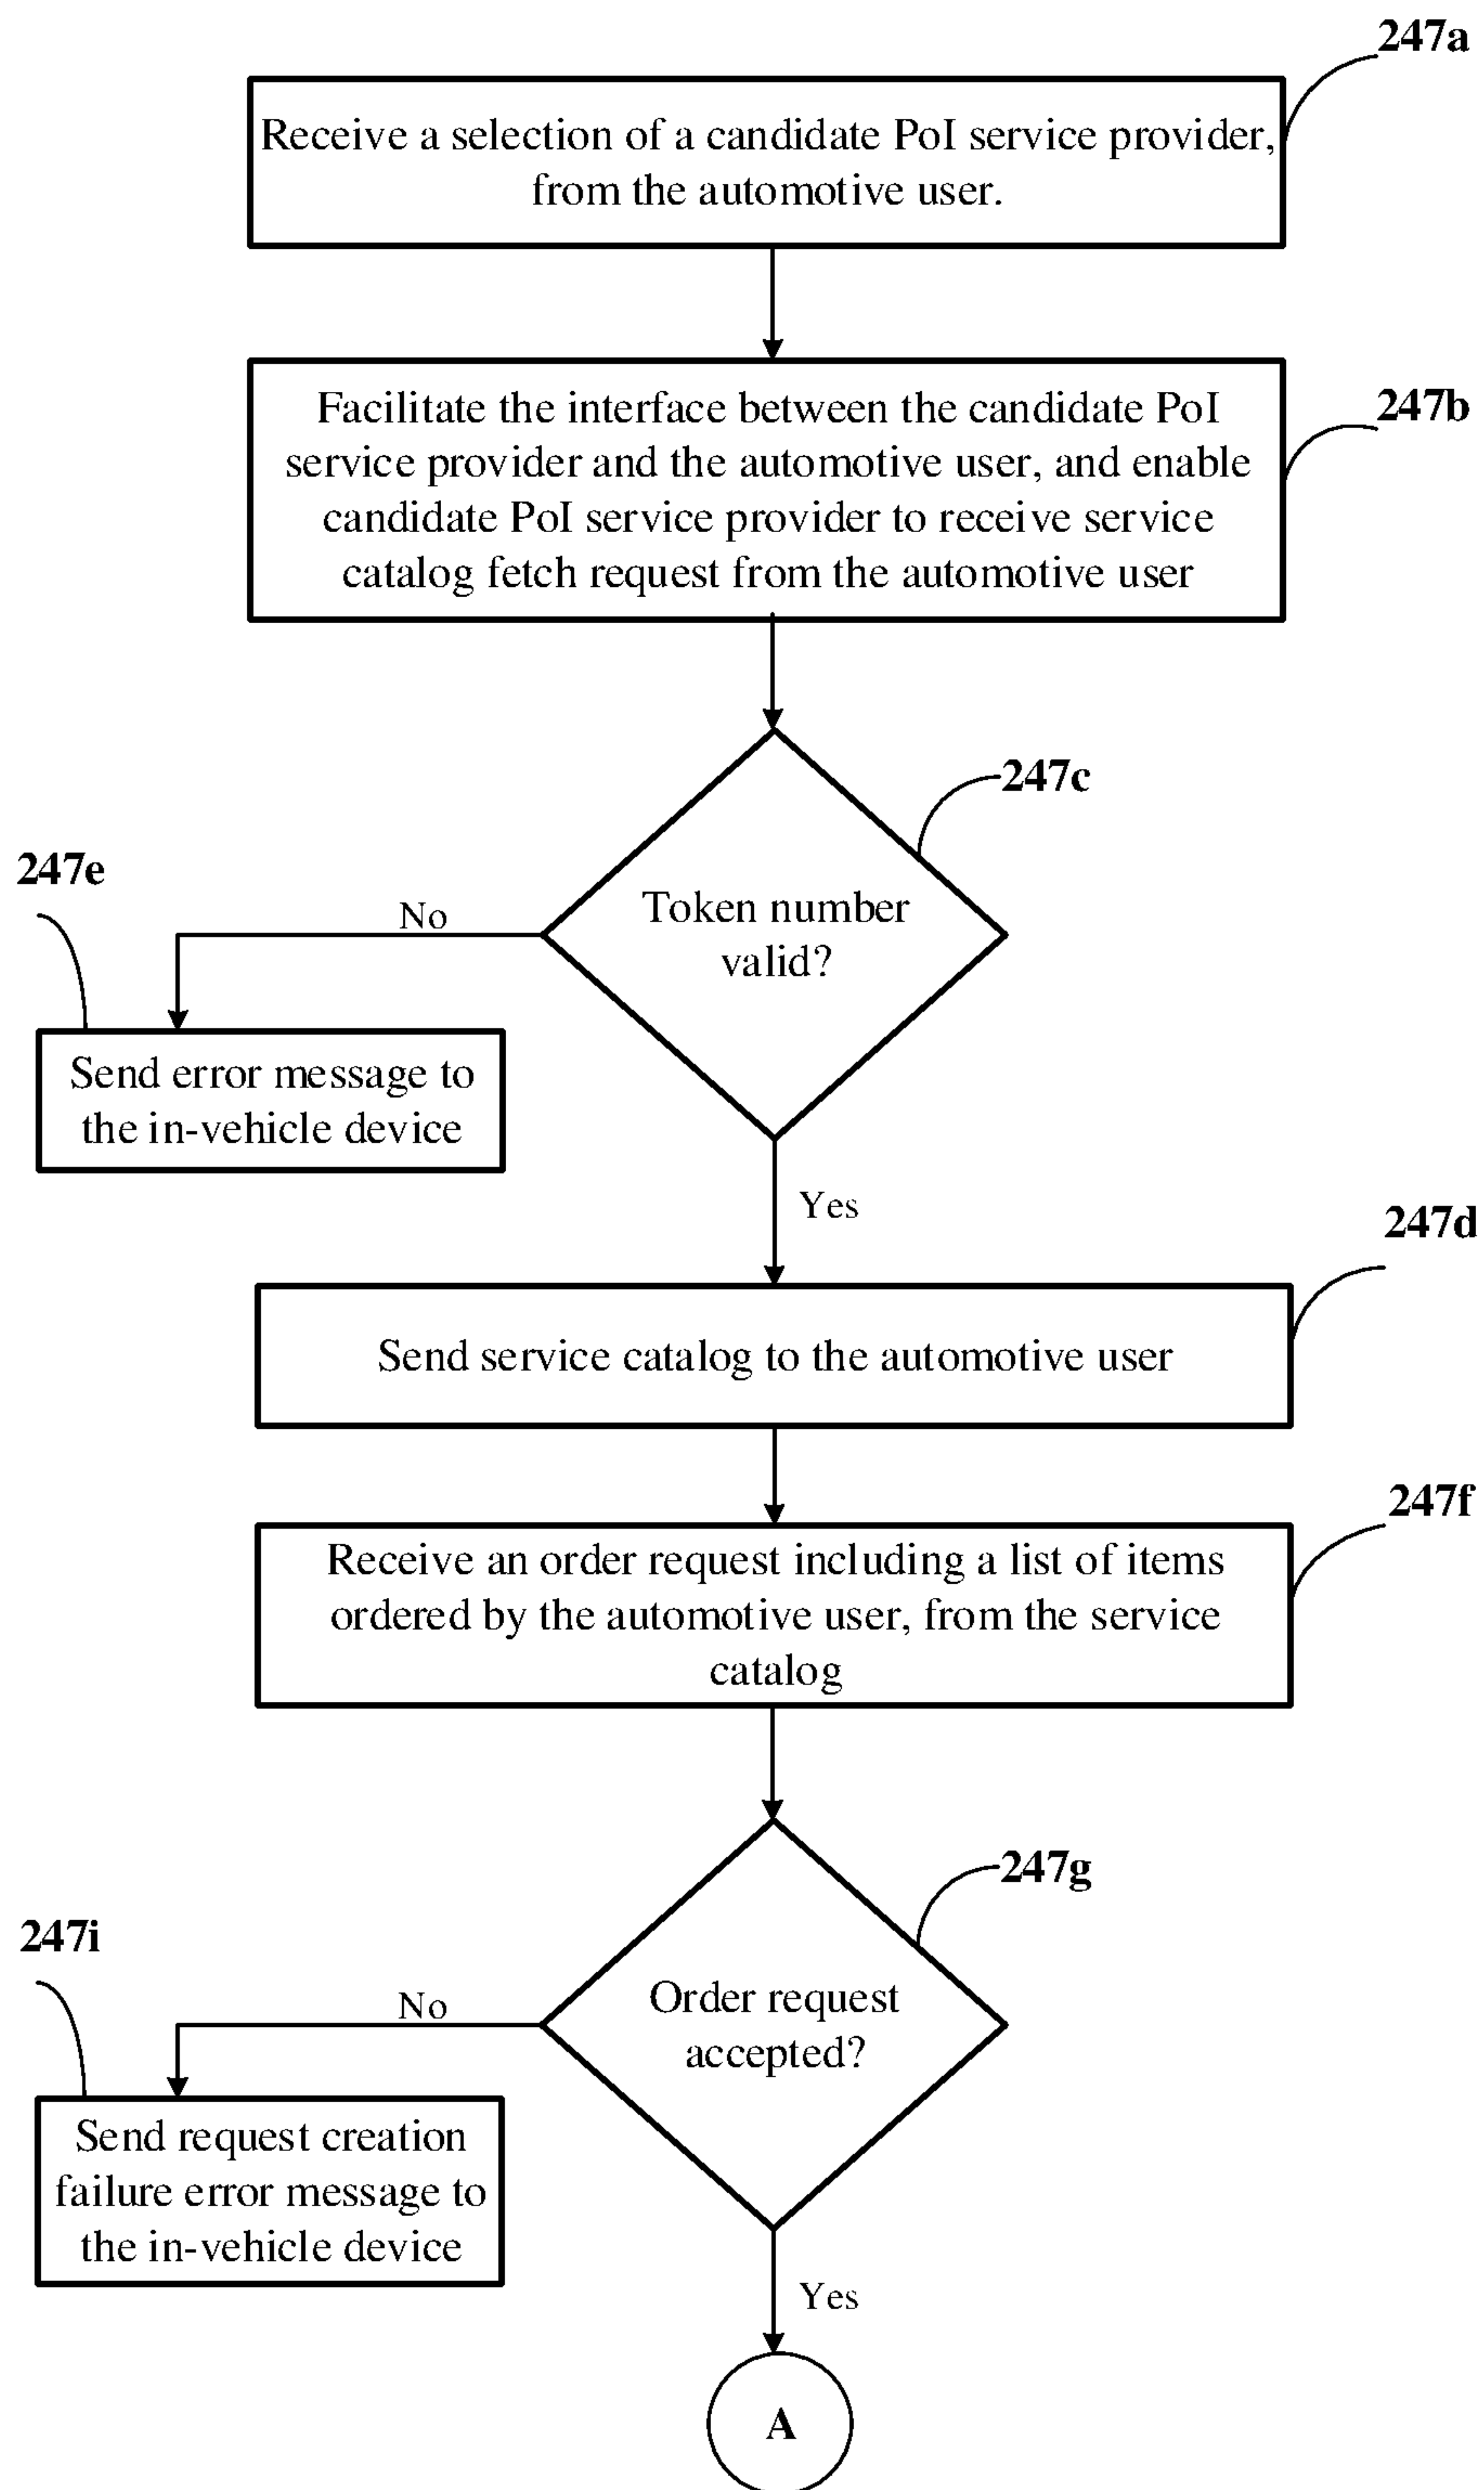 247a
Receive a selection of a candidate PoI service provider,
from the automotive user.
Facilitate the interface between the candidate PoI
service provider and the automotive user, and enable
candidate PoI service provider to receive service
catalog fetch request from the automotive user
247b
247c
Token number
valid?
247e
No
Send error message to
the in-vehicle device
Yes
247d
Send service catalog to the automotive user
247f
Receive an order request including a list of items
ordered by the automotive user, from the service
catalog
247g
Order request
accepted?
247i
No
Send request creation
failure error message to
the in-vehicle device
Yes
A